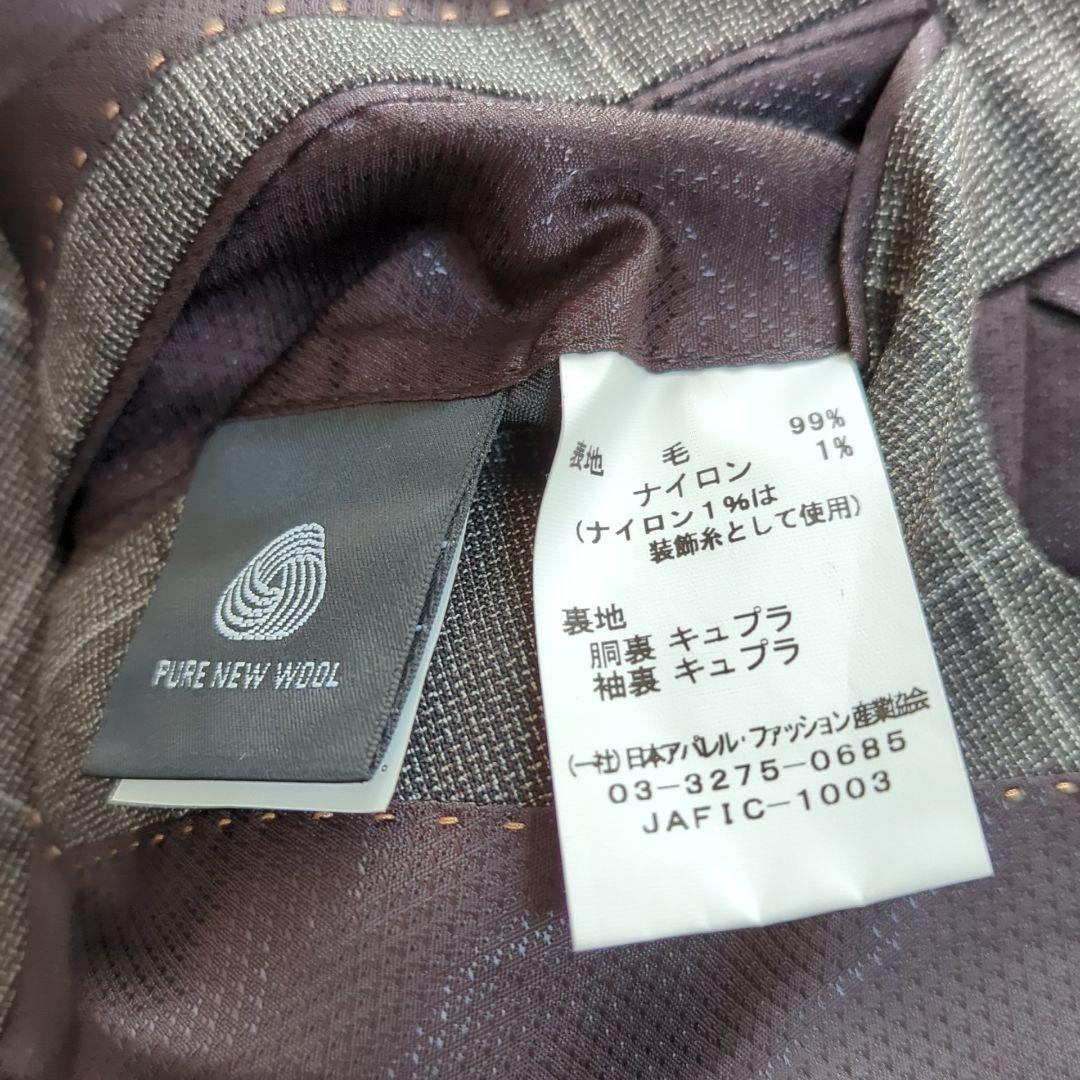 PURE NEW WOOL
表地 毛 99%
ナイロン 1%
(ナイロン1%は
装飾糸として使用)
裏地
胴裏 キュプラ
袖裏 キュプラ
(一社)日本アパレル・ファッション産業協会
03-3275-0685
JAFIC-1003